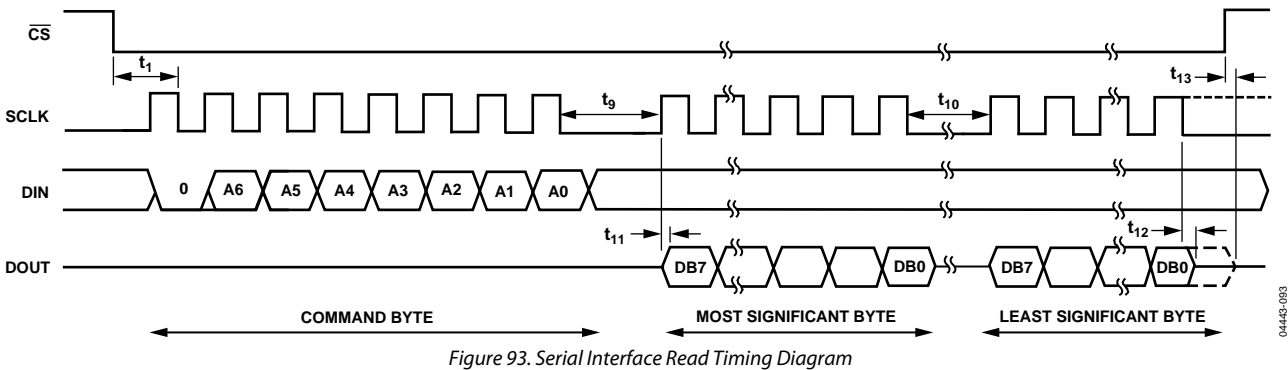 CS
t1
t13
SCLK
t9
t10
DIN
0 A6 A5 A4 A3 A2 A1 A0
t11
t12
DOUT
DB7 DB0 DB7 DB0
COMMAND BYTE MOST SIGNIFICANT BYTE LEAST SIGNIFICANT BYTE
04443-093
Figure 93. Serial Interface Read Timing Diagram